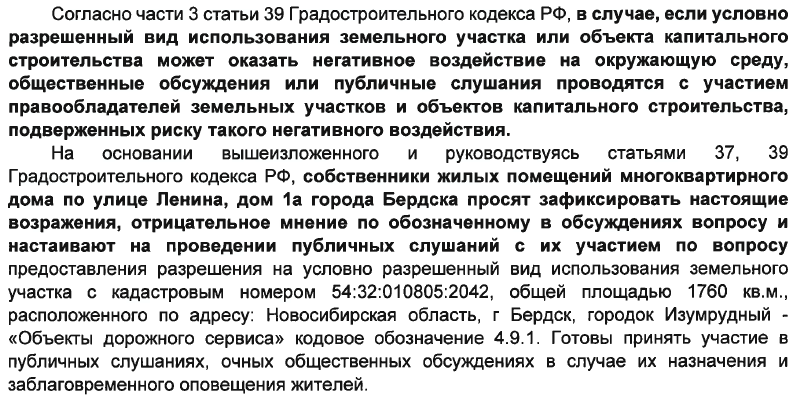 Согласно части 3 статьи 39 Градостроительного кодекса РФ, в случае, если условно
разрешенный вид использования земельного участка или объекта капитального
строительства может оказать негативное воздействие на окружающую среду,
общественные обсуждения или публичные слушания проводятся с участием
правообладателей земельных участков и объектов капитального строительства,
подверженных риску такого негативного воздействия.
На основании вышеизложенного и руководствуясь статьями 37, 39
Градостроительного кодекса РФ, собственники жилых помещений многоквартирного
дома по улице Ленина, дом 1а города Бердска просят зафиксировать настоящие
возражения, отрицательное мнение по обозначенному в обсуждениях вопросу и
настаивают на проведении публичных слушаний с их участием по вопросу
предоставления разрешения на условно разрешенный вид использования земельного
участка с кадастровым номером 54:32:010805:2042, общей площадью 1760 кв.м.,
расположенного по адресу: Новосибирская область, г Бердск, городок Изумрудный -
«Объекты дорожного сервиса» кодовое обозначение 4.9.1. Готовы принять участие в
публичных слушаниях, очных общественных обсуждениях в случае их назначения и
заблаговременного оповещения жителей.